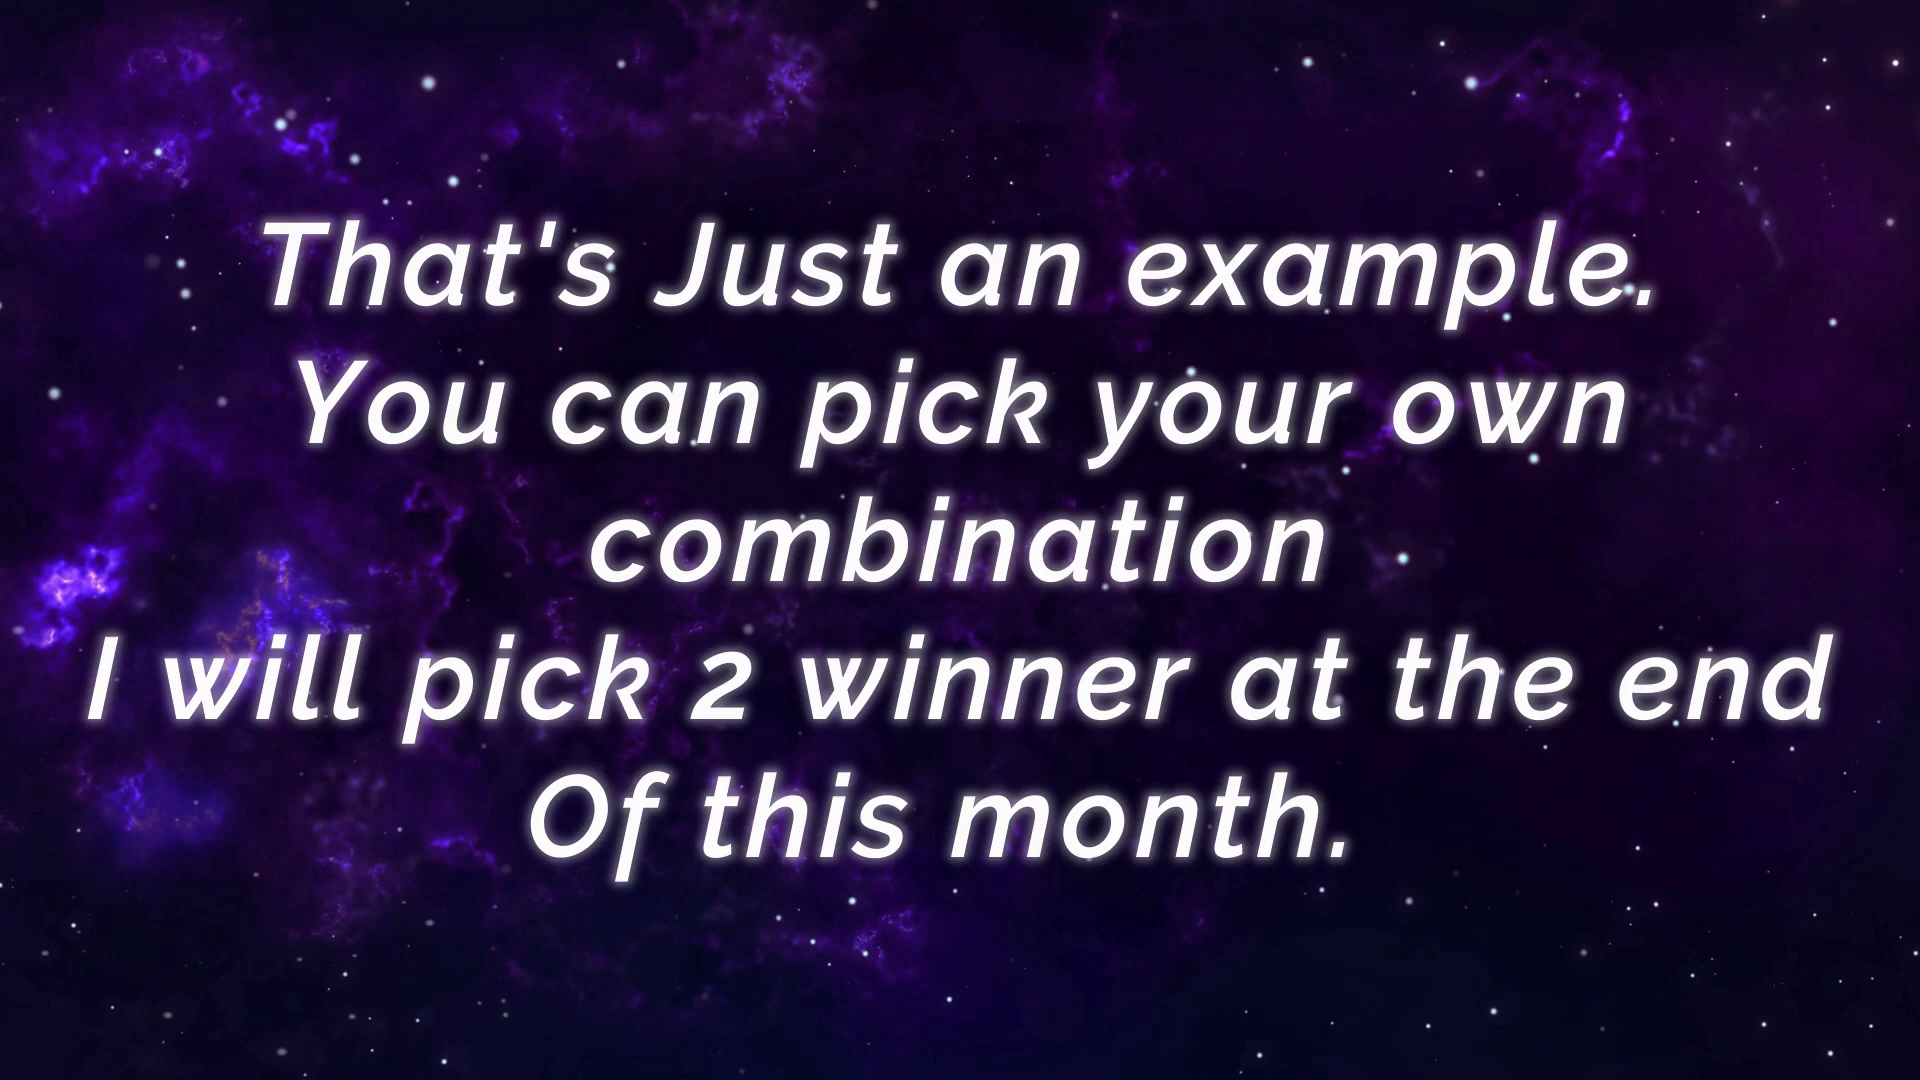 That's Just an example.
You can pick your own
combination
I will pick 2 winner at the end
Of this month.